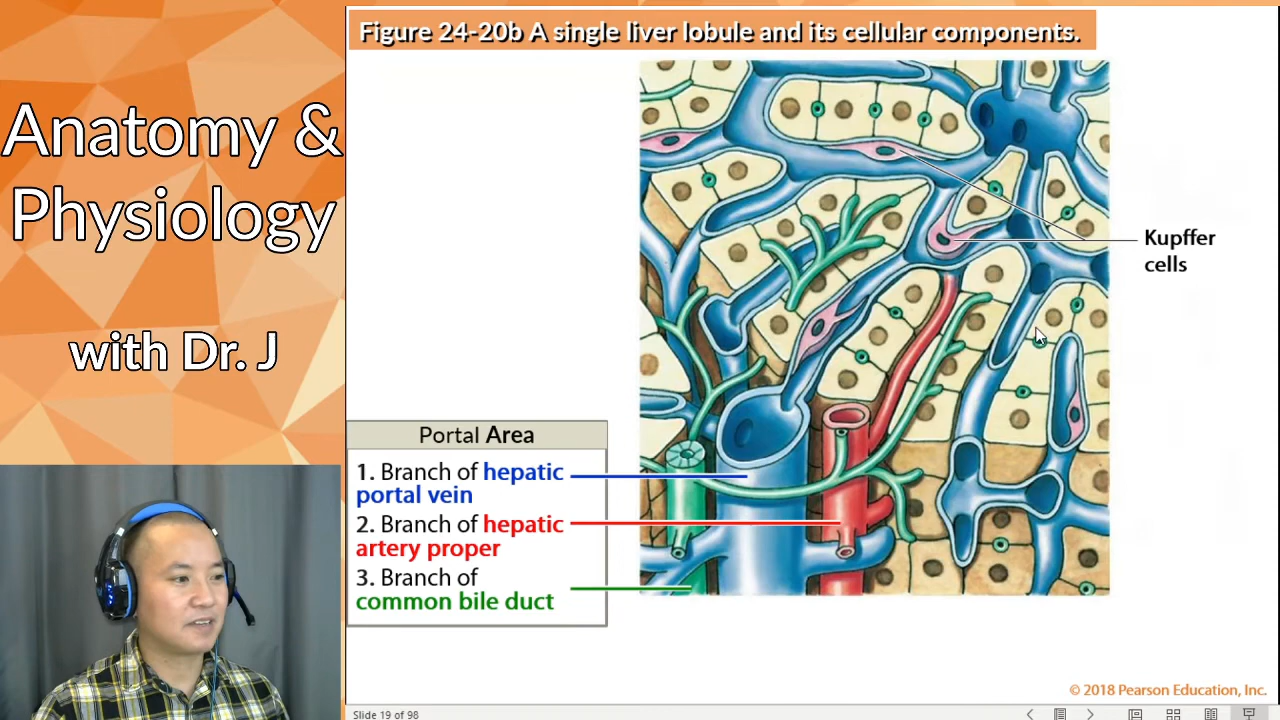 Anatomy &
Physiology
with Dr. J
Figure 24-20b A single liver lobule and its cellular components.
Kupffer
cells
Portal Area
1. Branch of hepatic
portal vein
2. Branch of hepatic
artery proper
3. Branch of
common bile duct
© 2018 Pearson Education, Inc.
Slide 19 of 98